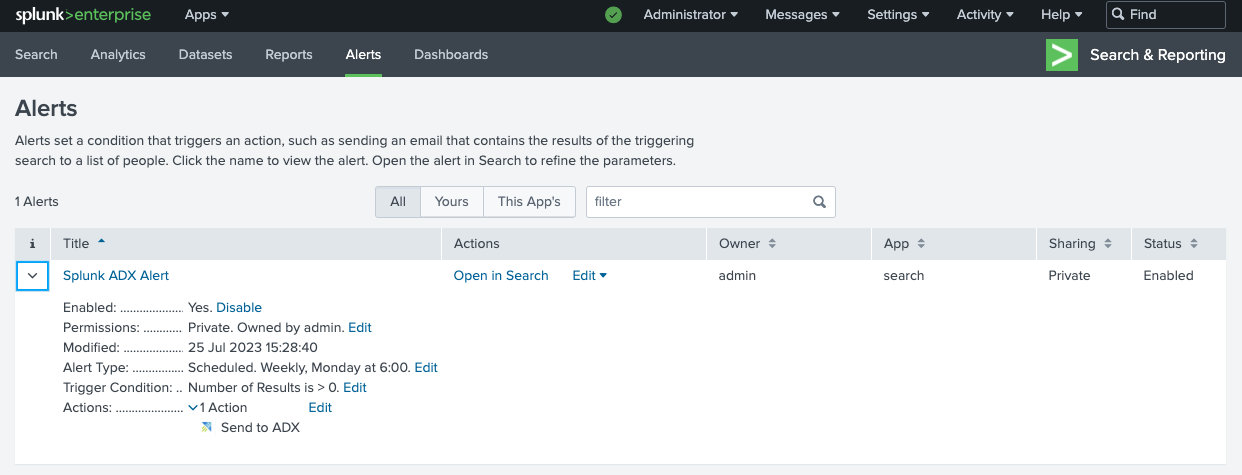 splunk>enterprise Apps Administrator Messages Settings Activity Help Find
Search Analytics Datasets Reports Alerts Dashboards Search & Reporting
Alerts
Alerts set a condition that triggers an action, such as sending an email that contains the results of the triggering
search to a list of people. Click the name to view the alert. Open the alert in Search to refine the parameters.
1 Alerts All Yours This App's filter
i Title Actions Owner App Sharing Status
Splunk ADX Alert Open in Search Edit admin search Private Enabled
Enabled: ................... Yes. Disable
Permissions: ............ Private. Owned by admin. Edit
Modified: .................. 25 Jul 2023 15:28:40
Alert Type: ................ Scheduled. Weekly, Monday at 6:00. Edit
Trigger Condition: .. Number of Results is > 0. Edit
Actions: ..................... 1 Action Edit
Send to ADX